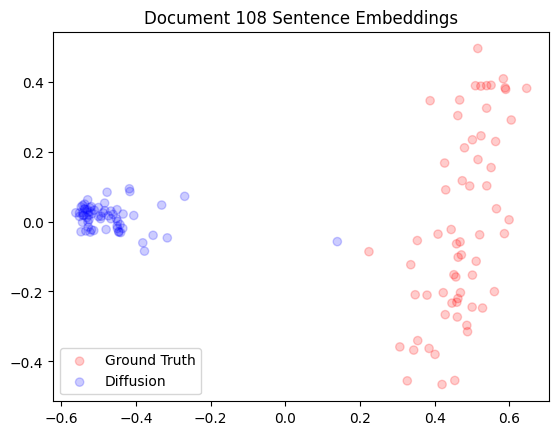 Document 108 Sentence Embeddings
0.4
0.2
0.0
−0.2
−0.4
Ground Truth
Diffusion
−0.6 −0.4 −0.2 0.0 0.2 0.4 0.6